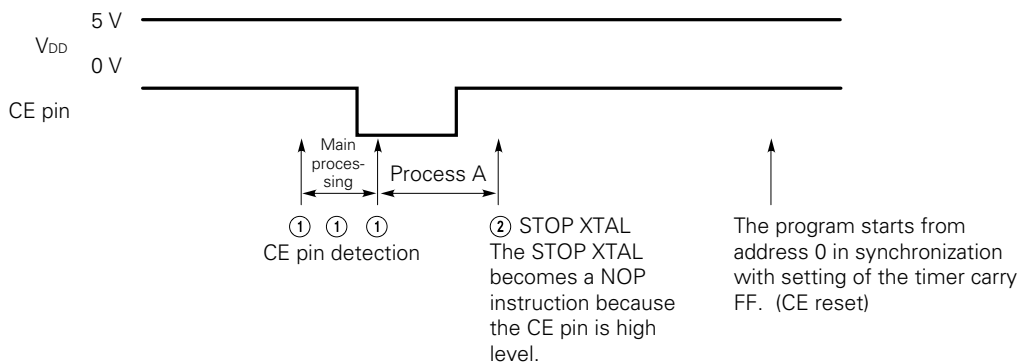 5 V
VDD
0 V
CE pin
Main
proces-
sing
Process A
① ① ①
CE pin detection
② STOP XTAL
The STOP XTAL
becomes a NOP
instruction because
the CE pin is high
level.
The program starts from
address 0 in synchronization
with setting of the timer carry
FF. (CE reset)